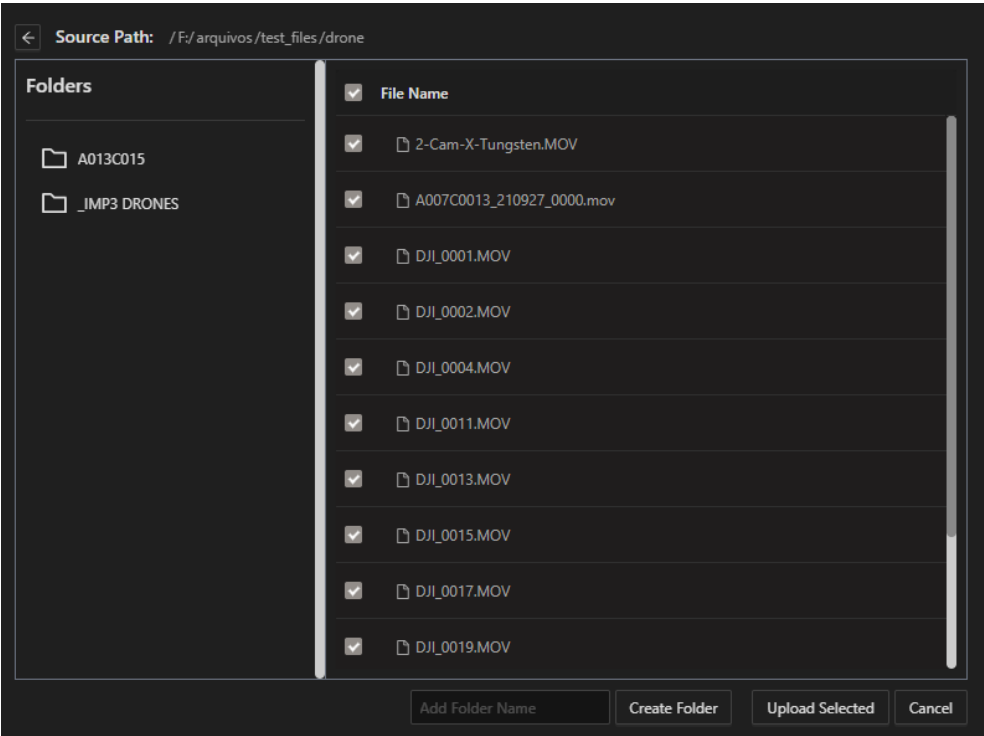 Source Path: /F:/arquivos/test_files/drone
Folders
A013C015
_IMP3 DRONES
File Name
2-Cam-X-Tungsten.MOV
A007C0013_210927_0000.mov
DJI_0001.MOV
DJI_0002.MOV
DJI_0004.MOV
DJI_0011.MOV
DJI_0013.MOV
DJI_0015.MOV
DJI_0017.MOV
DJI_0019.MOV
Add Folder Name Create Folder Upload Selected Cancel